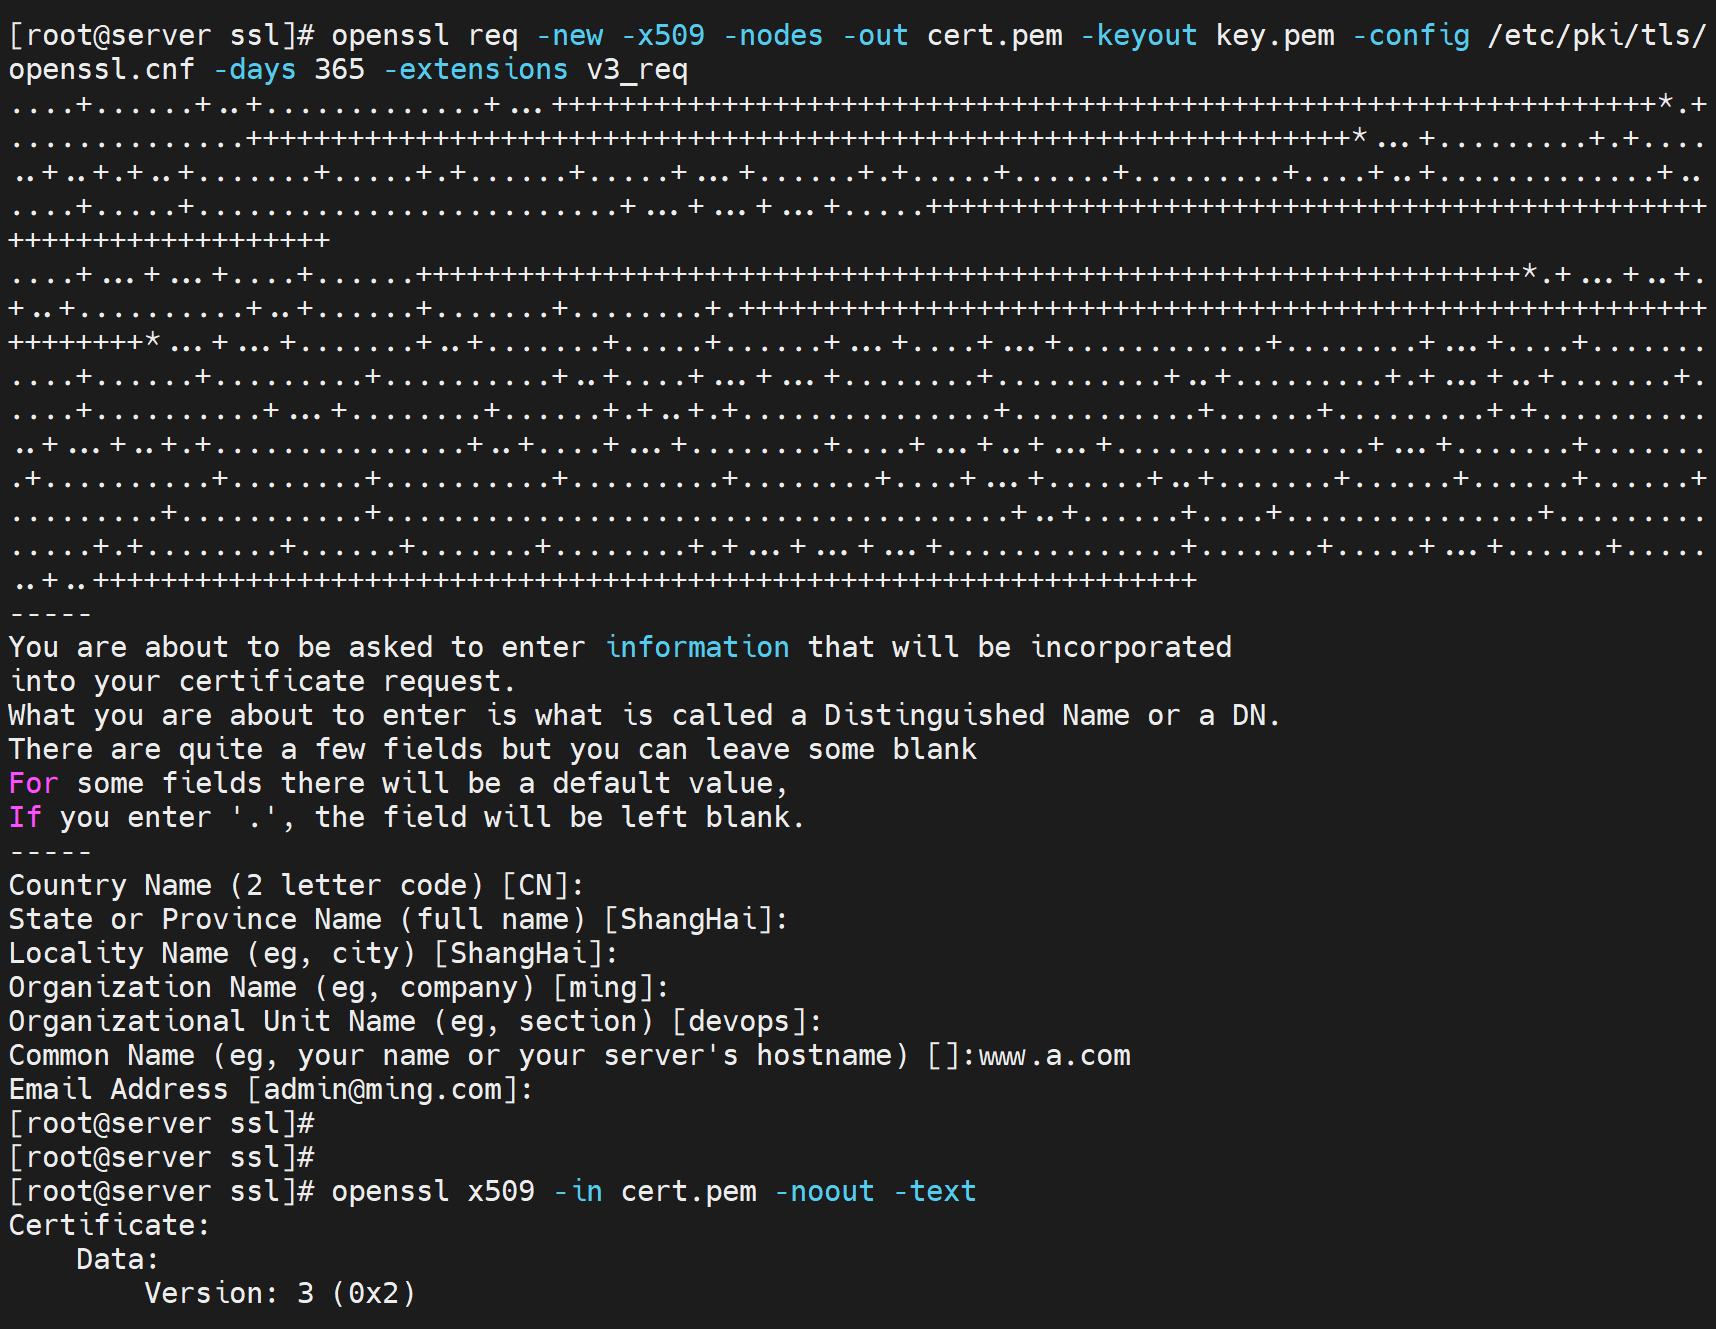 [root@server ssl]# openssl req -new -x509 -nodes -out cert.pem -keyout key.pem -config /etc/pki/tls/
openssl.cnf -days 365 -extensions v3_req
-----
You are about to be asked to enter information that will be incorporated
into your certificate request.
What you are about to enter is what is called a Distinguished Name or a DN.
There are quite a few fields but you can leave some blank
For some fields there will be a default value,
If you enter '.', the field will be left blank.
-----
Country Name (2 letter code) [CN]:
State or Province Name (full name) [ShangHai]:
Locality Name (eg, city) [ShangHai]:
Organization Name (eg, company) [ming]:
Organizational Unit Name (eg, section) [devops]:
Common Name (eg, your name or your server's hostname) []:www.a.com
Email Address [admin@ming.com]:
[root@server ssl]#
[root@server ssl]#
[root@server ssl]# openssl x509 -in cert.pem -noout -text
Certificate:
    Data:
        Version: 3 (0x2)